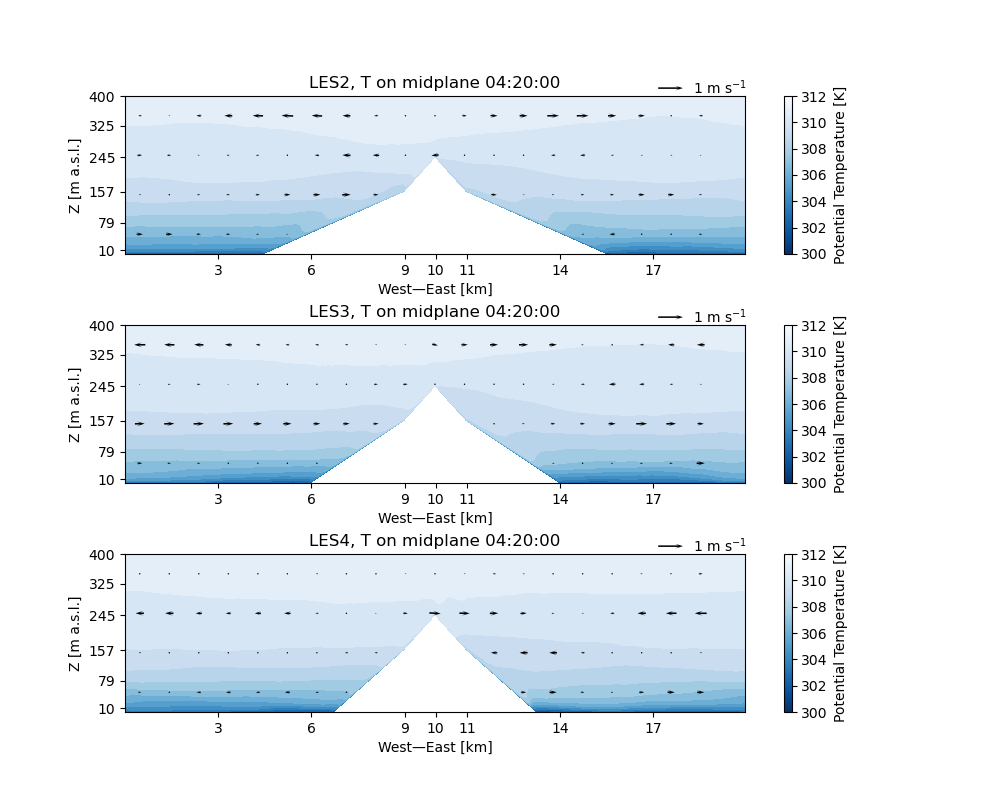 LES2, T on midplane 04:20:00
1 m s⁻¹
400
325
245
157
79
10
Z [m a.s.l.]
3 6 9 10 11 14 17
West—East [km]
312
310
308
306
304
302
300
Potential Temperature [K]
LES3, T on midplane 04:20:00
1 m s⁻¹
400
325
245
157
79
10
Z [m a.s.l.]
3 6 9 10 11 14 17
West—East [km]
312
310
308
306
304
302
300
Potential Temperature [K]
LES4, T on midplane 04:20:00
1 m s⁻¹
400
325
245
157
79
10
Z [m a.s.l.]
3 6 9 10 11 14 17
West—East [km]
312
310
308
306
304
302
300
Potential Temperature [K]